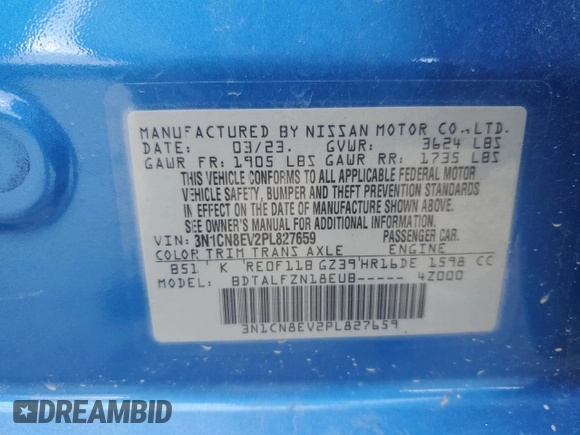 MANUFACTURED BY NISSAN MOTOR CO., LTD.
DATE: 03/23. GVWR: 3624 LBS
GAWR FR: 1905 LBS GAWR RR: 1735 LBS
THIS VEHICLE CONFORMS TO ALL APPLICABLE FEDERAL MOTOR
VEHICLE SAFETY, BUMPER AND THEFT PREVENTION STANDARDS
IN EFFECT ON THE DATE OF MANUFACTURE SHOWN ABOVE.
SEE OWNER'S MANUAL FOR ADDITIONAL INFORMATION.
VIN: 3N1CN8EV2PL827659 PASSENGER CAR.
COLOR TRIM TRANS AXLE ENGINE
B51 K RE0F11B GZ39 HR16DE 1598 CC
MODEL: BDTALFZN18EUB----- 4Z000
3N1CN8EV2PL827659
DREAMBID